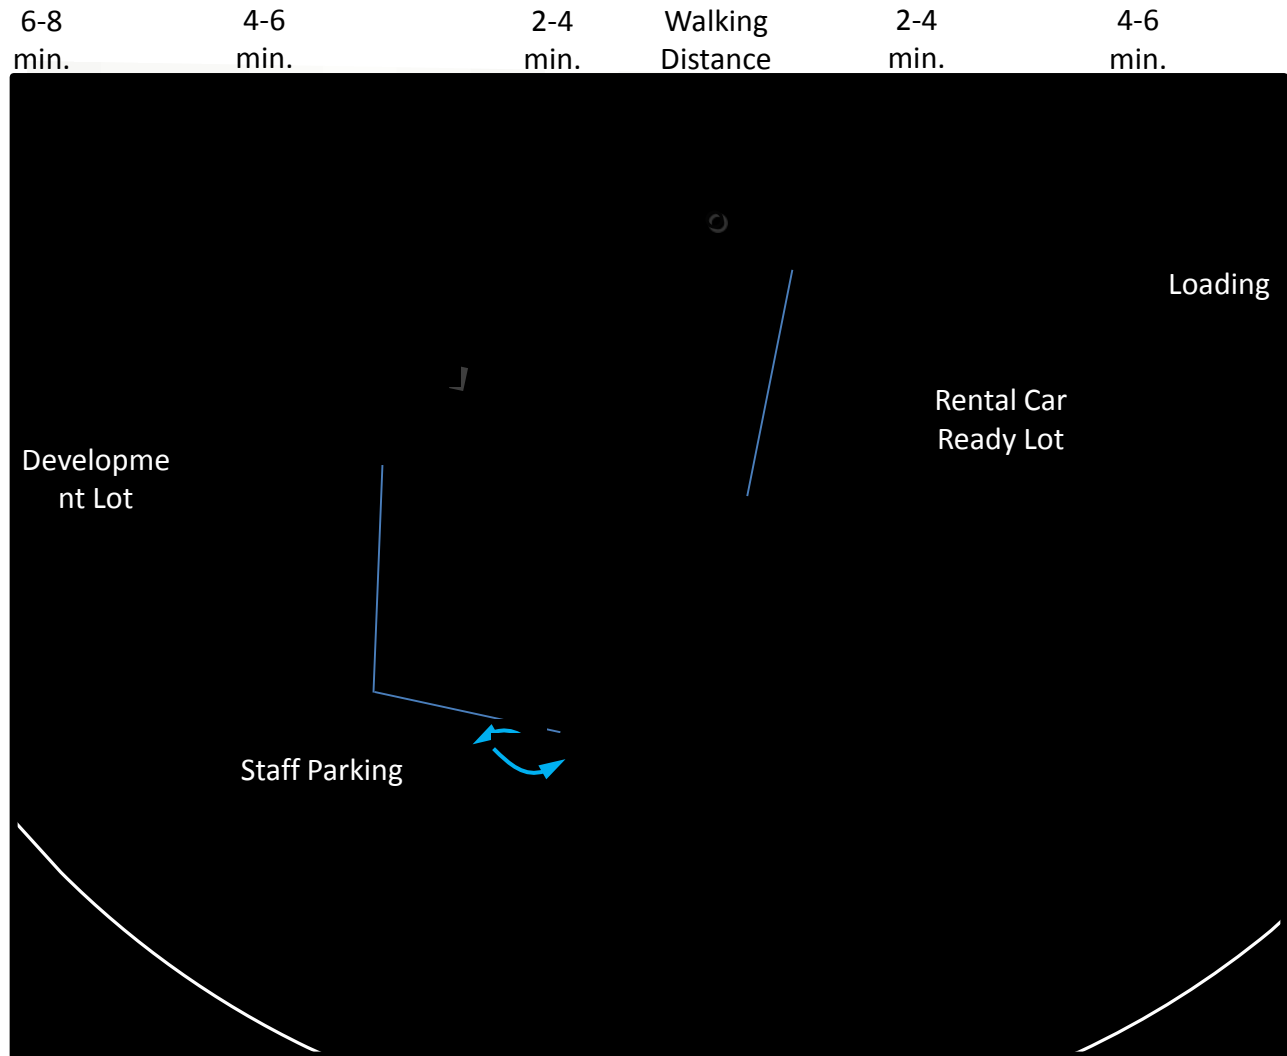 6-8
min.
4-6
min.
2-4
min.
Walking
Distance
2-4
min.
4-6
min.
Loading
Rental Car
Ready Lot
Developme
nt Lot
Staff Parking